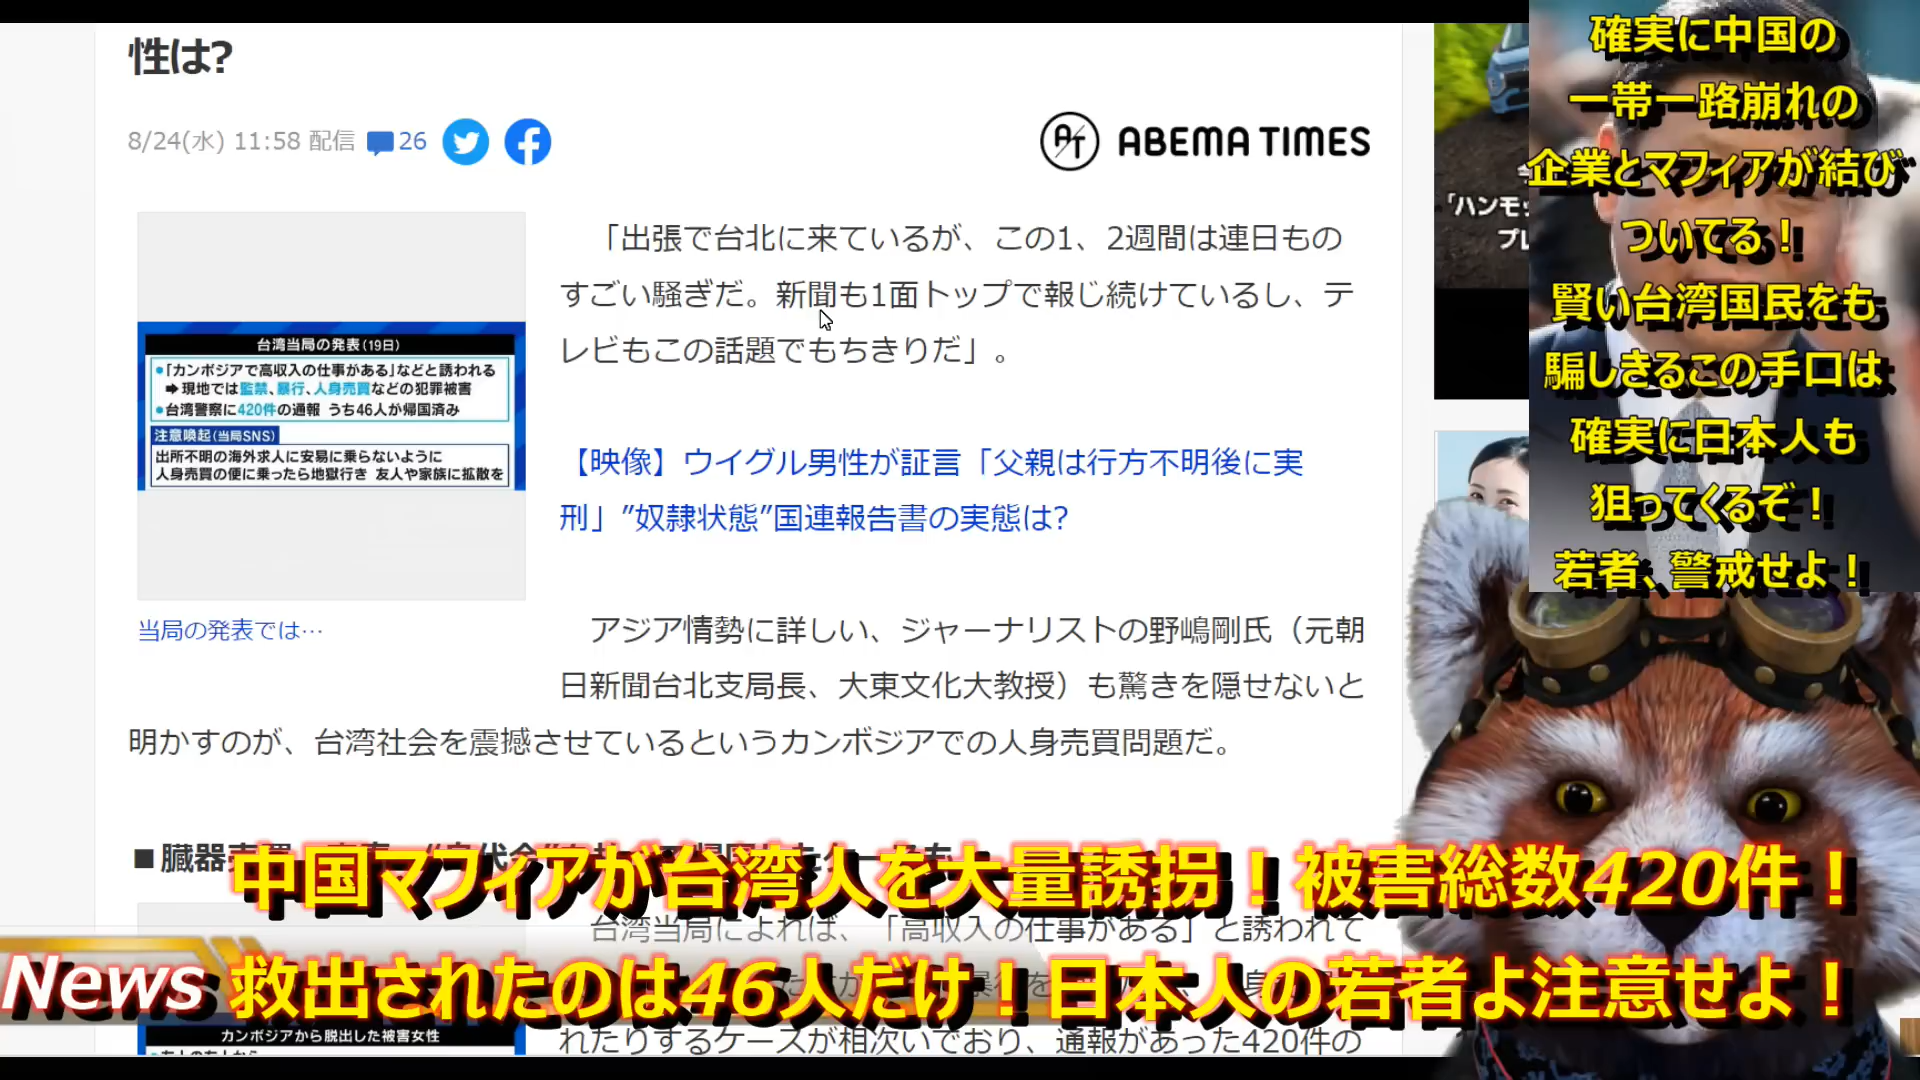 性は?
8/24(水) 11:58 配信 26
ABEMA TIMES
「出張で台北に来ているが、この1、2週間は連日もの
すごい騒ぎだ。新聞も1面トップで報じ続けているし、テ
レビもこの話題でもちきりだ」。
台湾当局の発表(19日)
●「カンボジアで高収入の仕事がある」などと誘われる
➡現地では監禁、暴行、人身売買などの犯罪被害
●台湾警察に420件の通報 うち46人が帰国済み
注意喚起(当局SNS)
出所不明の海外求人に安易に乗らないように
人身売買の便に乗ったら地獄行き 友人や家族に拡散を
当局の発表では…
【映像】ウイグル男性が証言「父親は行方不明後に実
刑」”奴隷状態”国連報告書の実態は?
アジア情勢に詳しい、ジャーナリストの野嶋剛氏（元朝
日新聞台北支局長、大東文化大教授）も驚きを隠せないと
明かすのが、台湾社会を震撼させているというカンボジアでの人身売買問題だ。
■臓器
台湾当局によれば、「高収入の仕事がある」と誘われて
れたりするケースが相次いでおり、通報があった420件の
カンボジアから脱出した被害女性
「ハンモッ
プレ
確実に中国の
一帯一路崩れの
企業とマフィアが結び
ついてる！
賢い台湾国民をも
騙しきるこの手口は
確実に日本人も
狙ってくるぞ！
若者、警戒せよ！
中国マフィアが台湾人を大量誘拐！被害総数420件！
News
救出されたのは46人だけ！日本人の若者よ注意せよ！